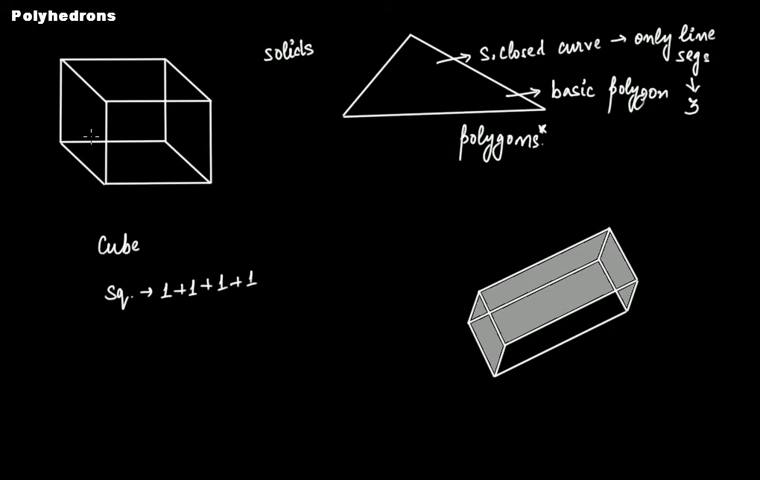 Polyhedrons
solids
s. closed curve → only line
segs
↓
3
→ basic polygon
polygons*
Cube
Sq. → 1+1+1+1